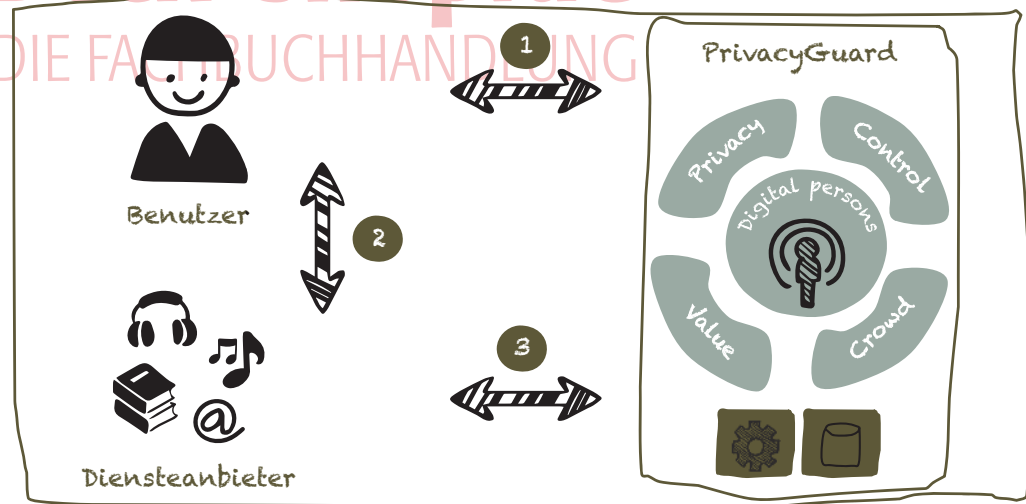 DIE FACHBUCHHANDLUNG
1
PrivacyGuard
Privacy
Control
Digital persons
Benutzer
2
Value
Crowd
3
@
Diensteanbieter